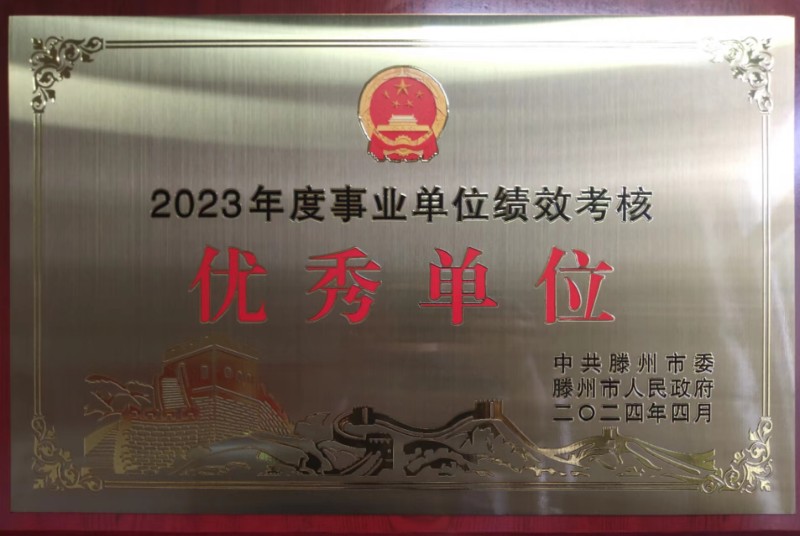 2023年度事业单位绩效考核
优秀单位
中共滕州市委
滕州市人民政府
二〇二四年四月